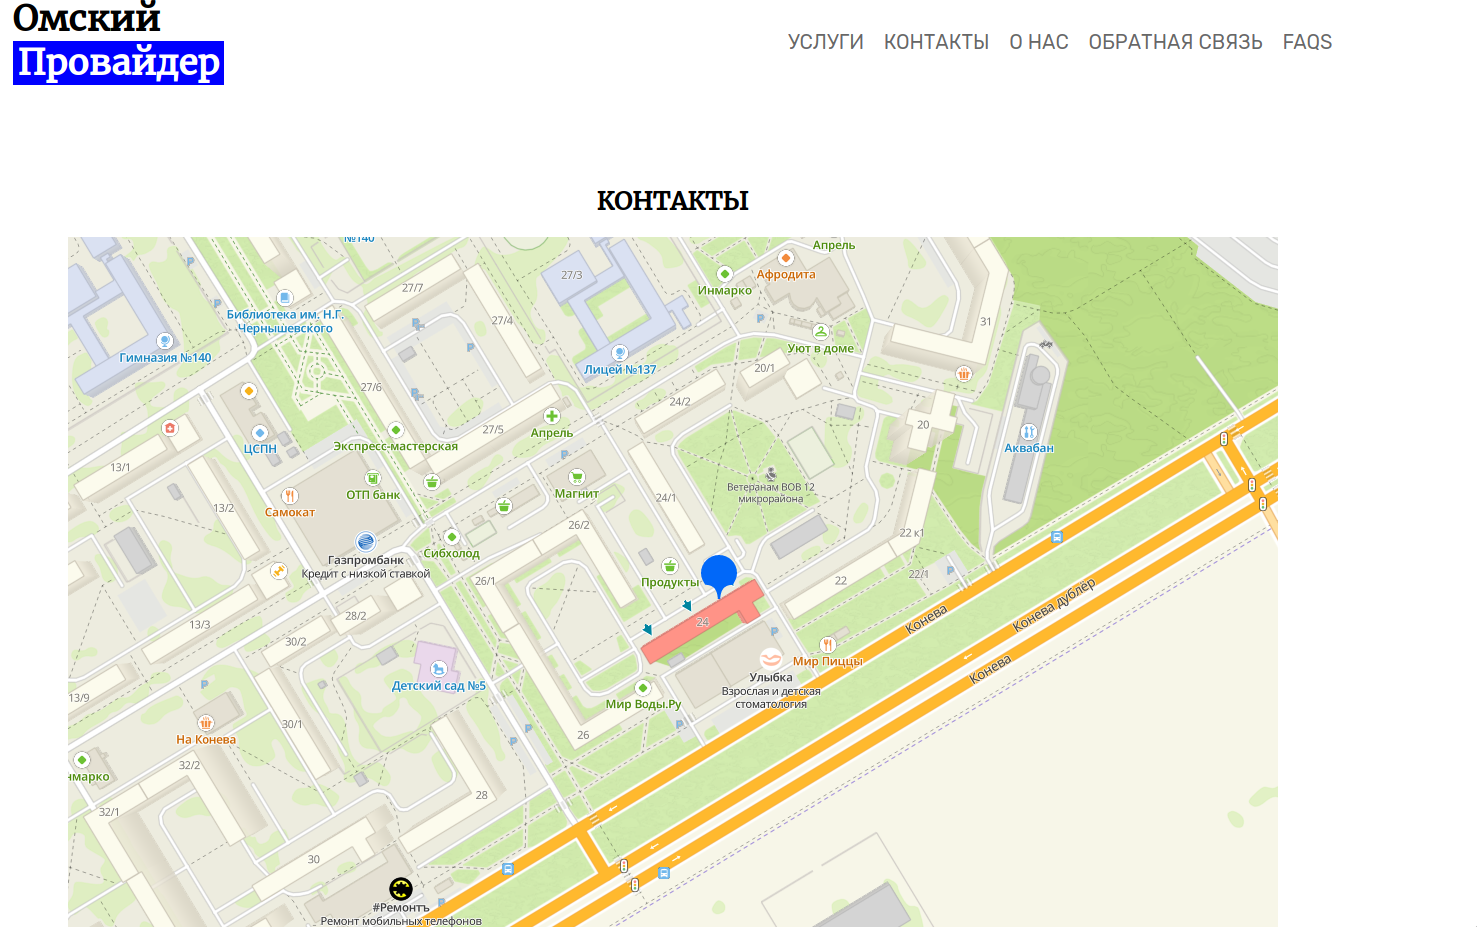 Омский
Провайдер
УСЛУГИ КОНТАКТЫ О НАС ОБРАТНАЯ СВЯЗЬ FAQS
КОНТАКТЫ
№140
Апрель
Афродита
27/3
27/7
Инмарко
Библиотека им. Н.Г.
Чернышевского
27/4
31
Гимназия №140
Уют в доме
Лицей №137
20/1
27/6
24/2
20
27/5
Апрель
Экспресс-мастерская
ЦСПН
Аквабан
13/1
Ветеранам ВОВ 12
микрорайона
ОТП банк
Магнит
24/1
13/2
Самокат
26/2
22 к1
Сибхолод
Газпромбанк
Кредит с низкой ставкой
22/1
26/1
Продукты
22
Конева дублёр
28/2
Конева
13/3
24
30/2
Мир Пиццы
Конева
Улыбка
Взрослая и детская
стоматология
Детский сад №5
13/9
Мир Воды.Ру
30/1
26
На Конева
32/2
нмарко
28
32/1
30
#Ремонтъ
Ремонт мобильных телефонов